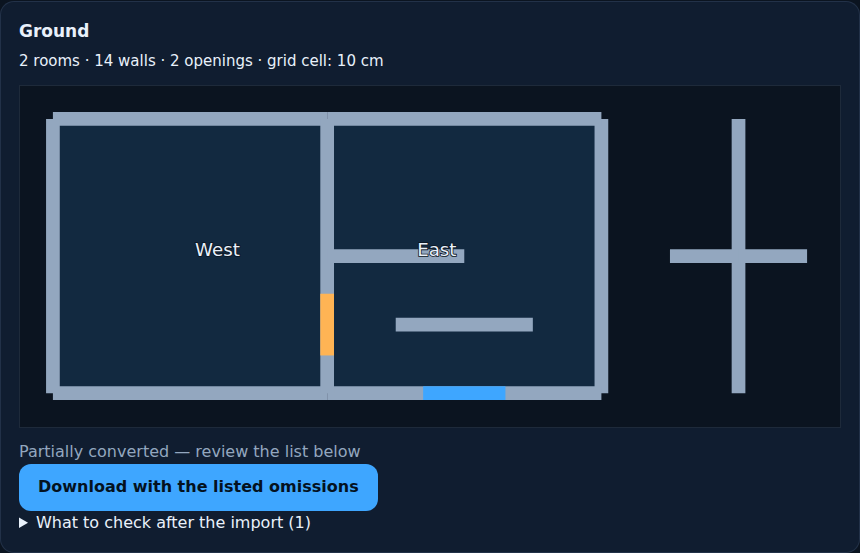 Ground
2 rooms · 14 walls · 2 openings · grid cell: 10 cm
West
East
Partially converted — review the list below
Download with the listed omissions
What to check after the import (1)